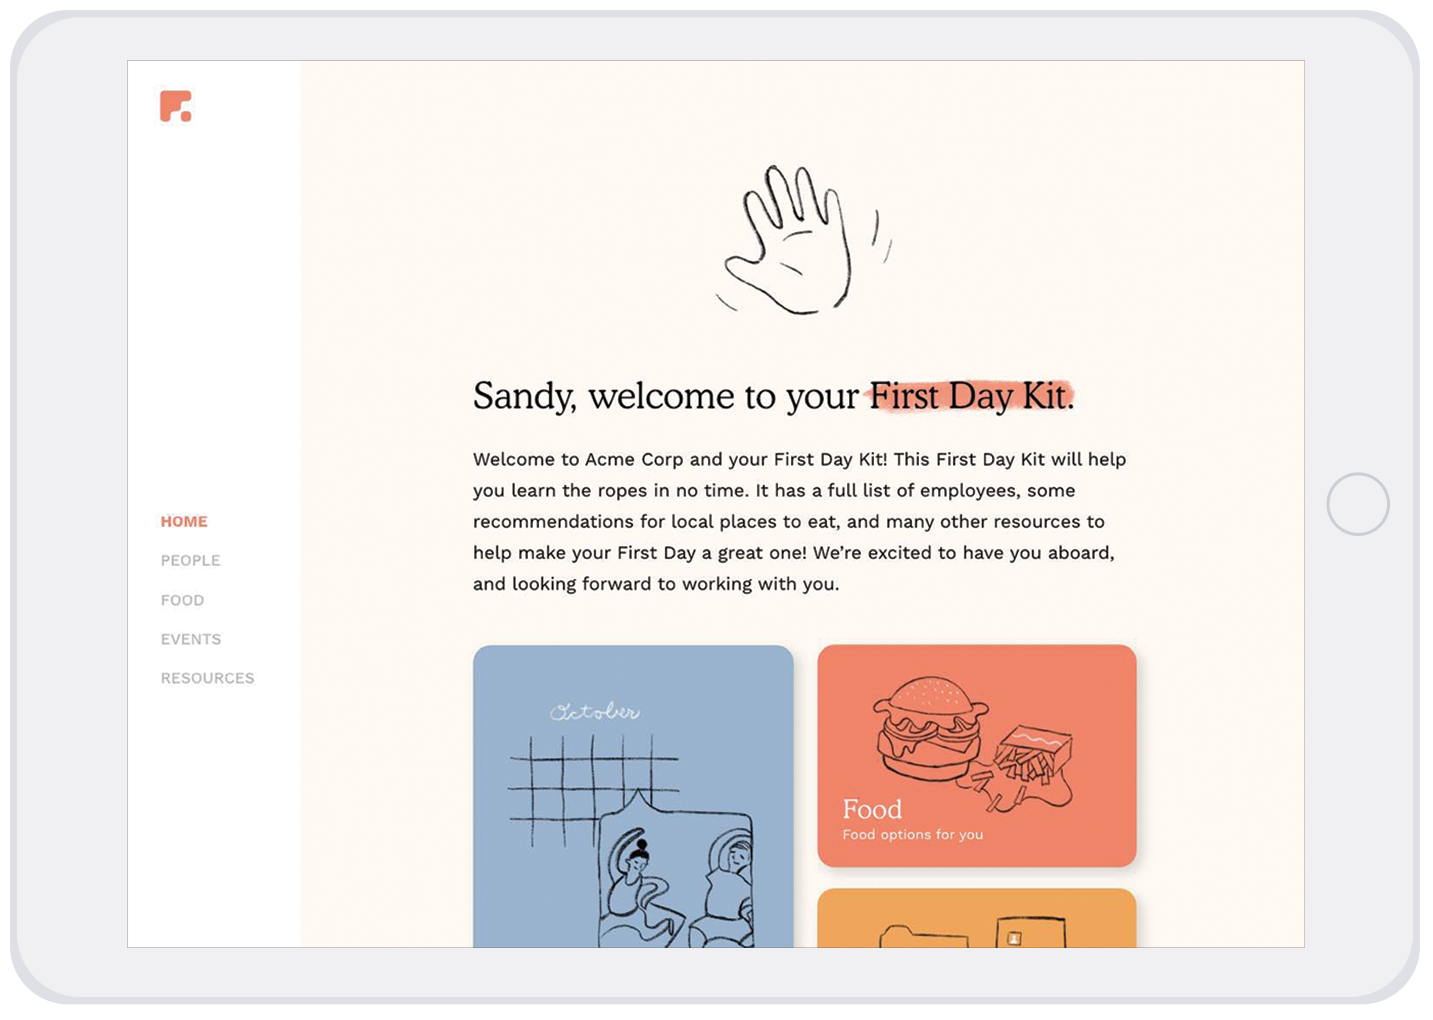 HOME
PEOPLE
FOOD
EVENTS
RESOURCES
Sandy, welcome to your First Day Kit.
Welcome to Acme Corp and your First Day Kit! This First Day Kit will help
you learn the ropes in no time. It has a full list of employees, some
recommendations for local places to eat, and many other resources to
help make your First Day a great one! We’re excited to have you aboard,
and looking forward to working with you.
October
Food
Food options for you